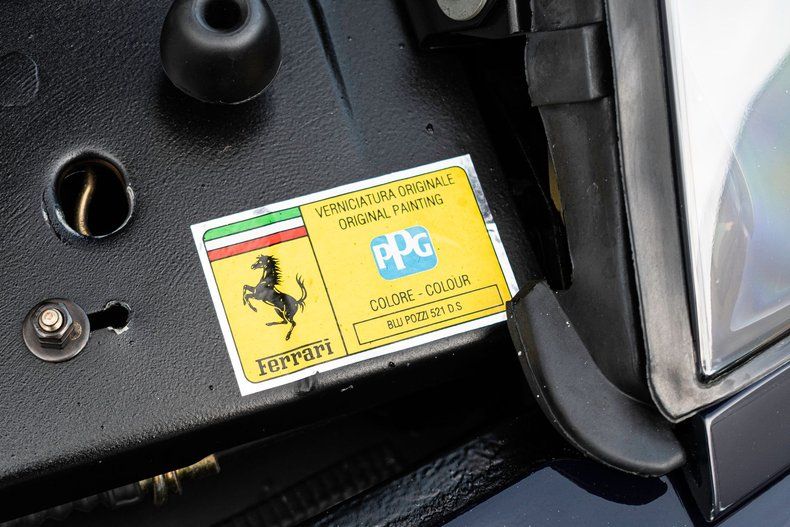 VERNICIATURA ORIGINALE
ORIGINAL PAINTING
PPG
COLORE - COLOUR
BLU POZZI 521 D S
Ferrari